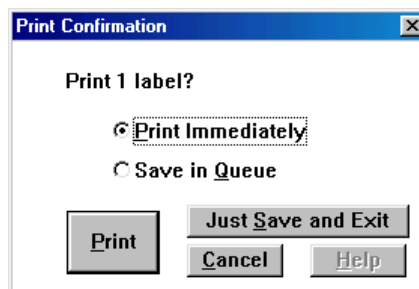 Print Confirmation
Print 1 label?
Print Immediately
Save in Queue
Print
Just Save and Exit
Cancel
Help